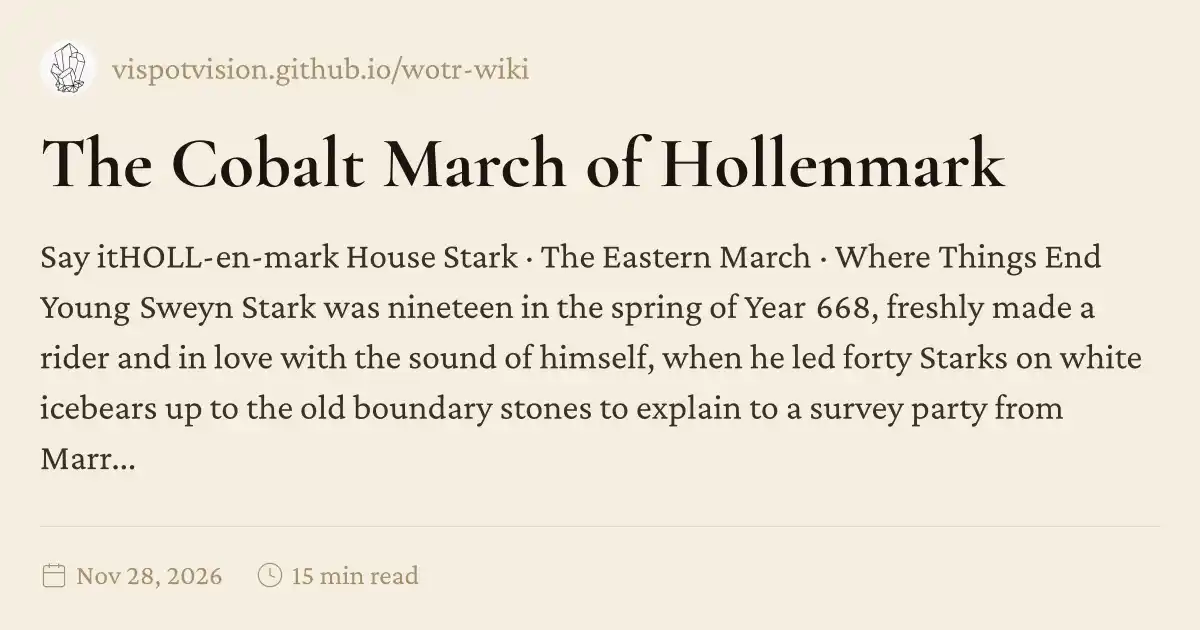 vispotvision.github.io/wotr-wiki
The Cobalt March of Hollenmark
Say itHOLL-en-mark House Stark · The Eastern March · Where Things End
Young Sweyn Stark was nineteen in the spring of Year 668, freshly made a
rider and in love with the sound of himself, when he led forty Starks on white
icebears up to the old boundary stones to explain to a survey party from
Marr...
Nov 28, 2026
15 min read